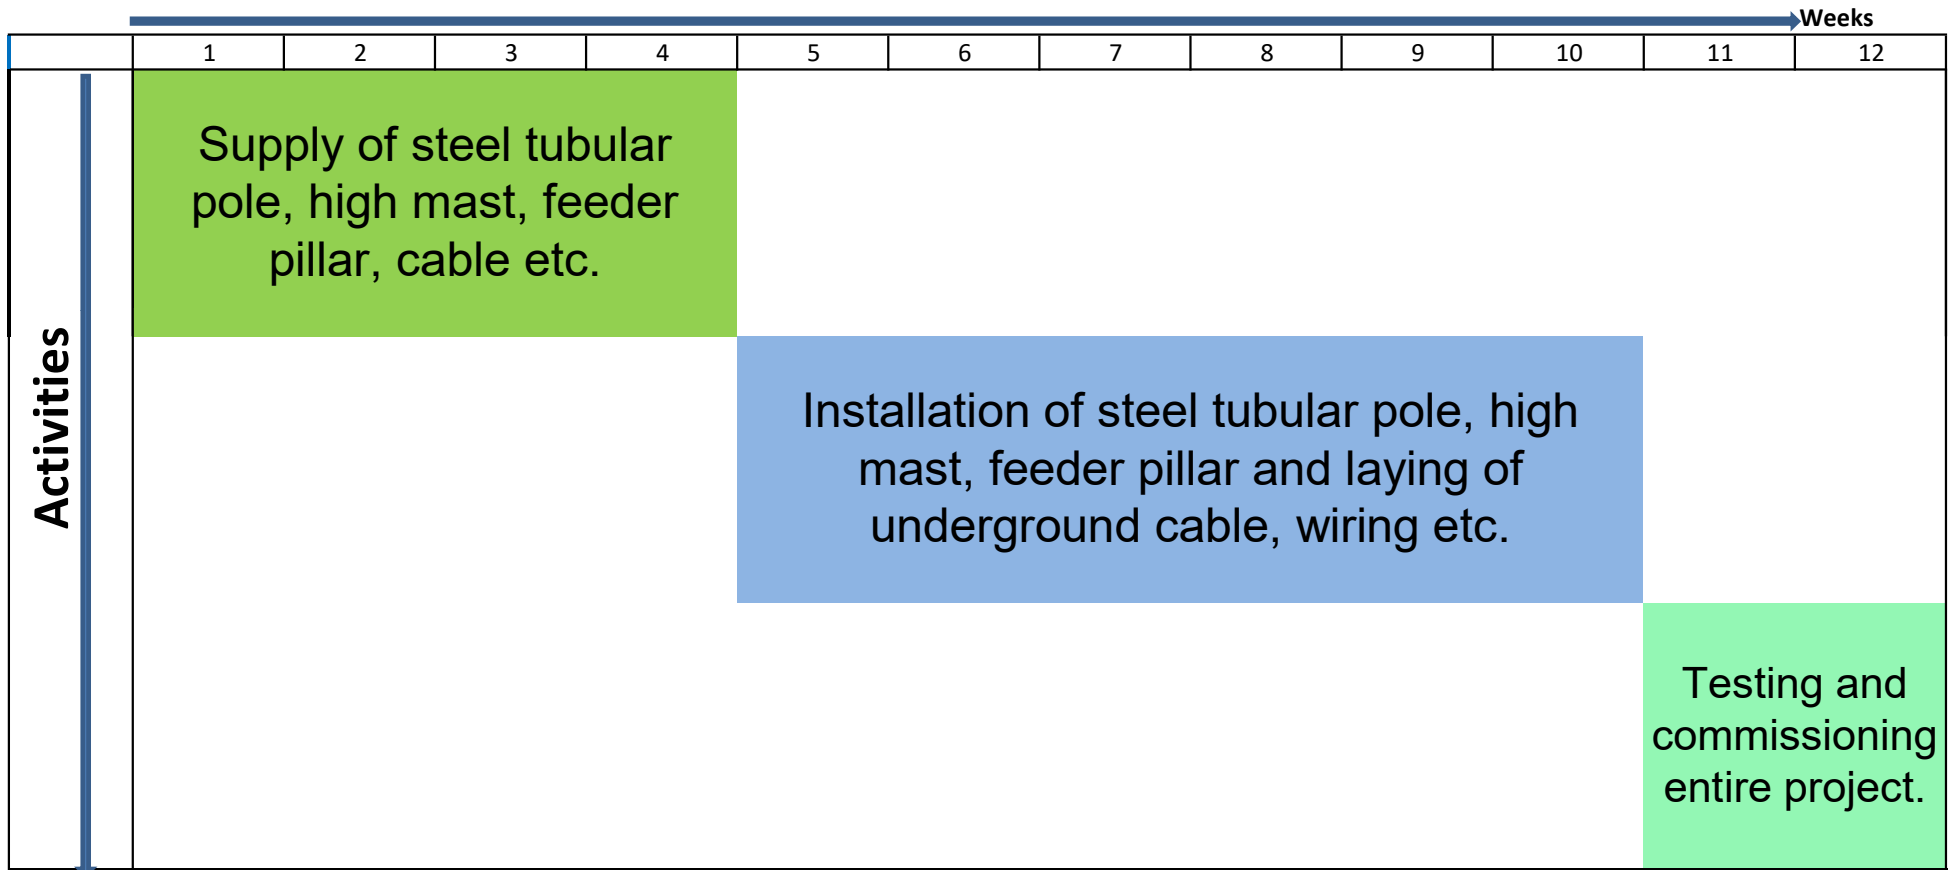 Weeks
1 2 3 4 5 6 7 8 9 10 11 12
Activities
Supply of steel tubular
pole, high mast, feeder
pillar, cable etc.
Installation of steel tubular pole, high
mast, feeder pillar and laying of
underground cable, wiring etc.
Testing and
commissioning
entire project.